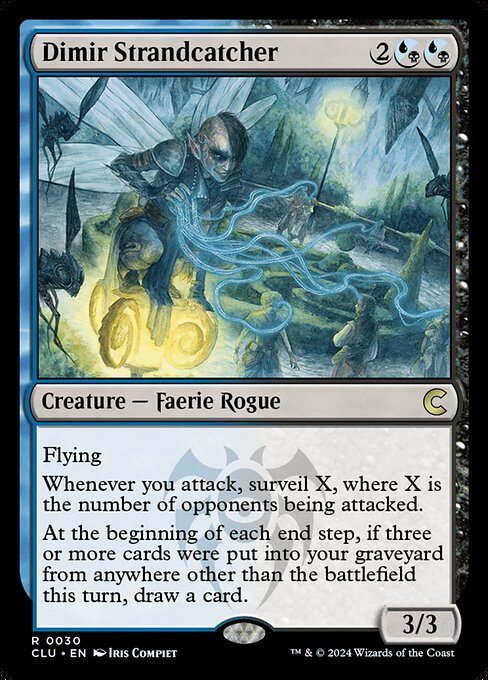 Dimir Strandcatcher 2
Creature — Faerie Rogue
Flying
Whenever you attack, surveil X, where X is
the number of opponents being attacked.
At the beginning of each end step, if three
or more cards were put into your graveyard
from anywhere other than the battlefield
this turn, draw a card.
3/3
R 0030
CLU • EN Iris Compiet
™ & © 2024 Wizards of the Coast